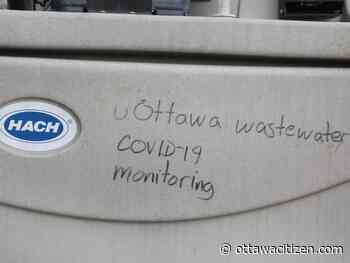 uOttawa wastewater
HACH
COVID-19
monitoring
ottawacitizen.com